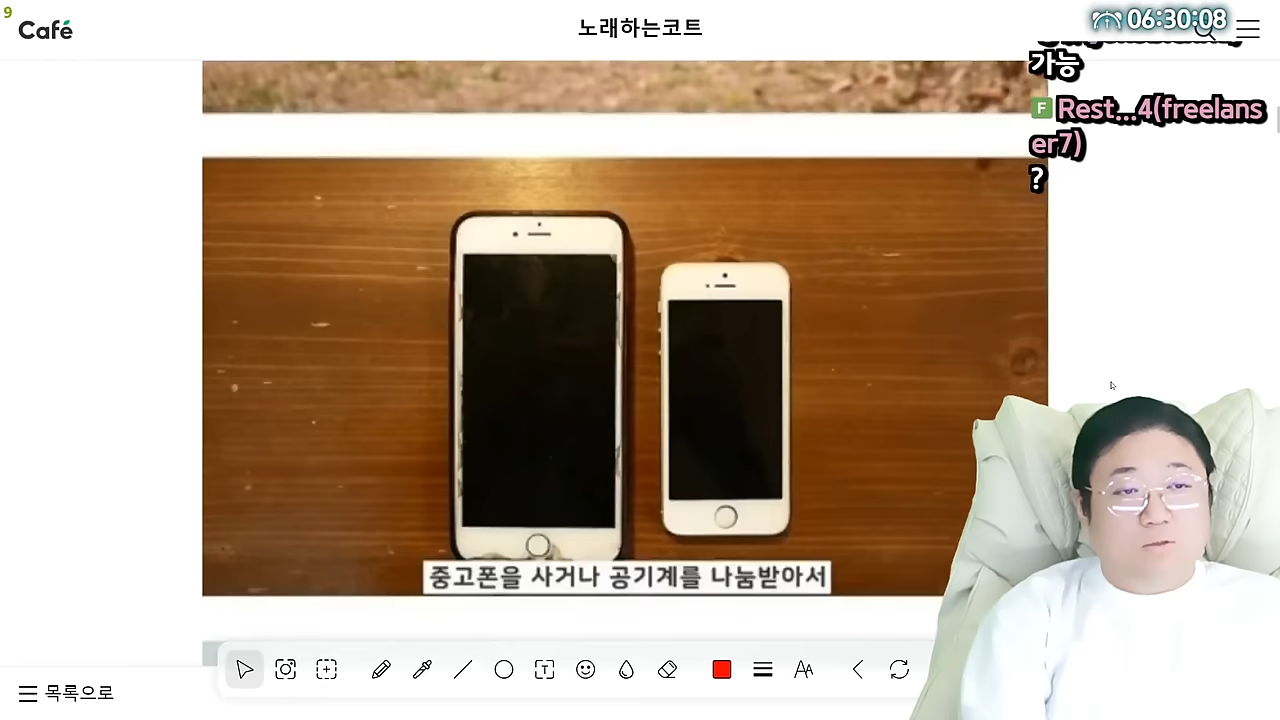 9
Café
노래하는코트
06:30:08
가능
F Rest...4(freelans
er7)
?
중고폰을 사거나 공기계를 나눔받아서
목록으로